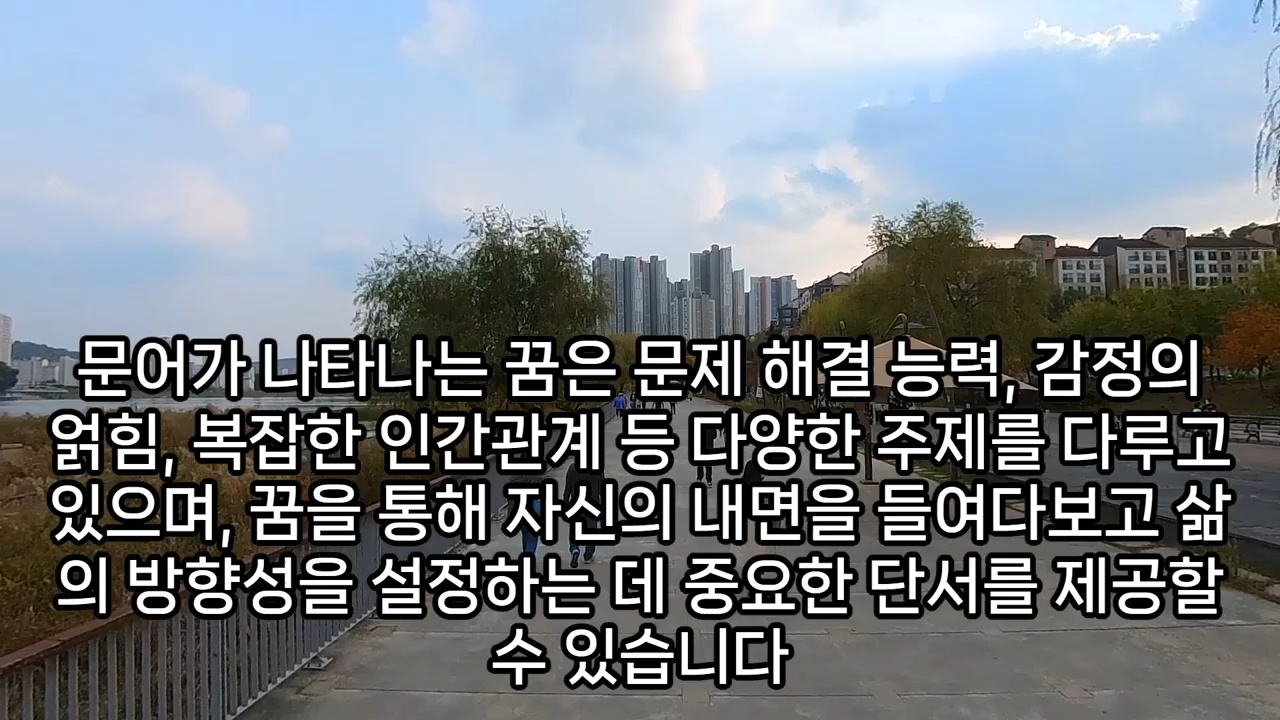 문어가 나타나는 꿈은 문제 해결 능력, 감정의
얽힘, 복잡한 인간관계 등 다양한 주제를 다루고
있으며, 꿈을 통해 자신의 내면을 들여다보고 삶
의 방향성을 설정하는 데 중요한 단서를 제공할
수 있습니다